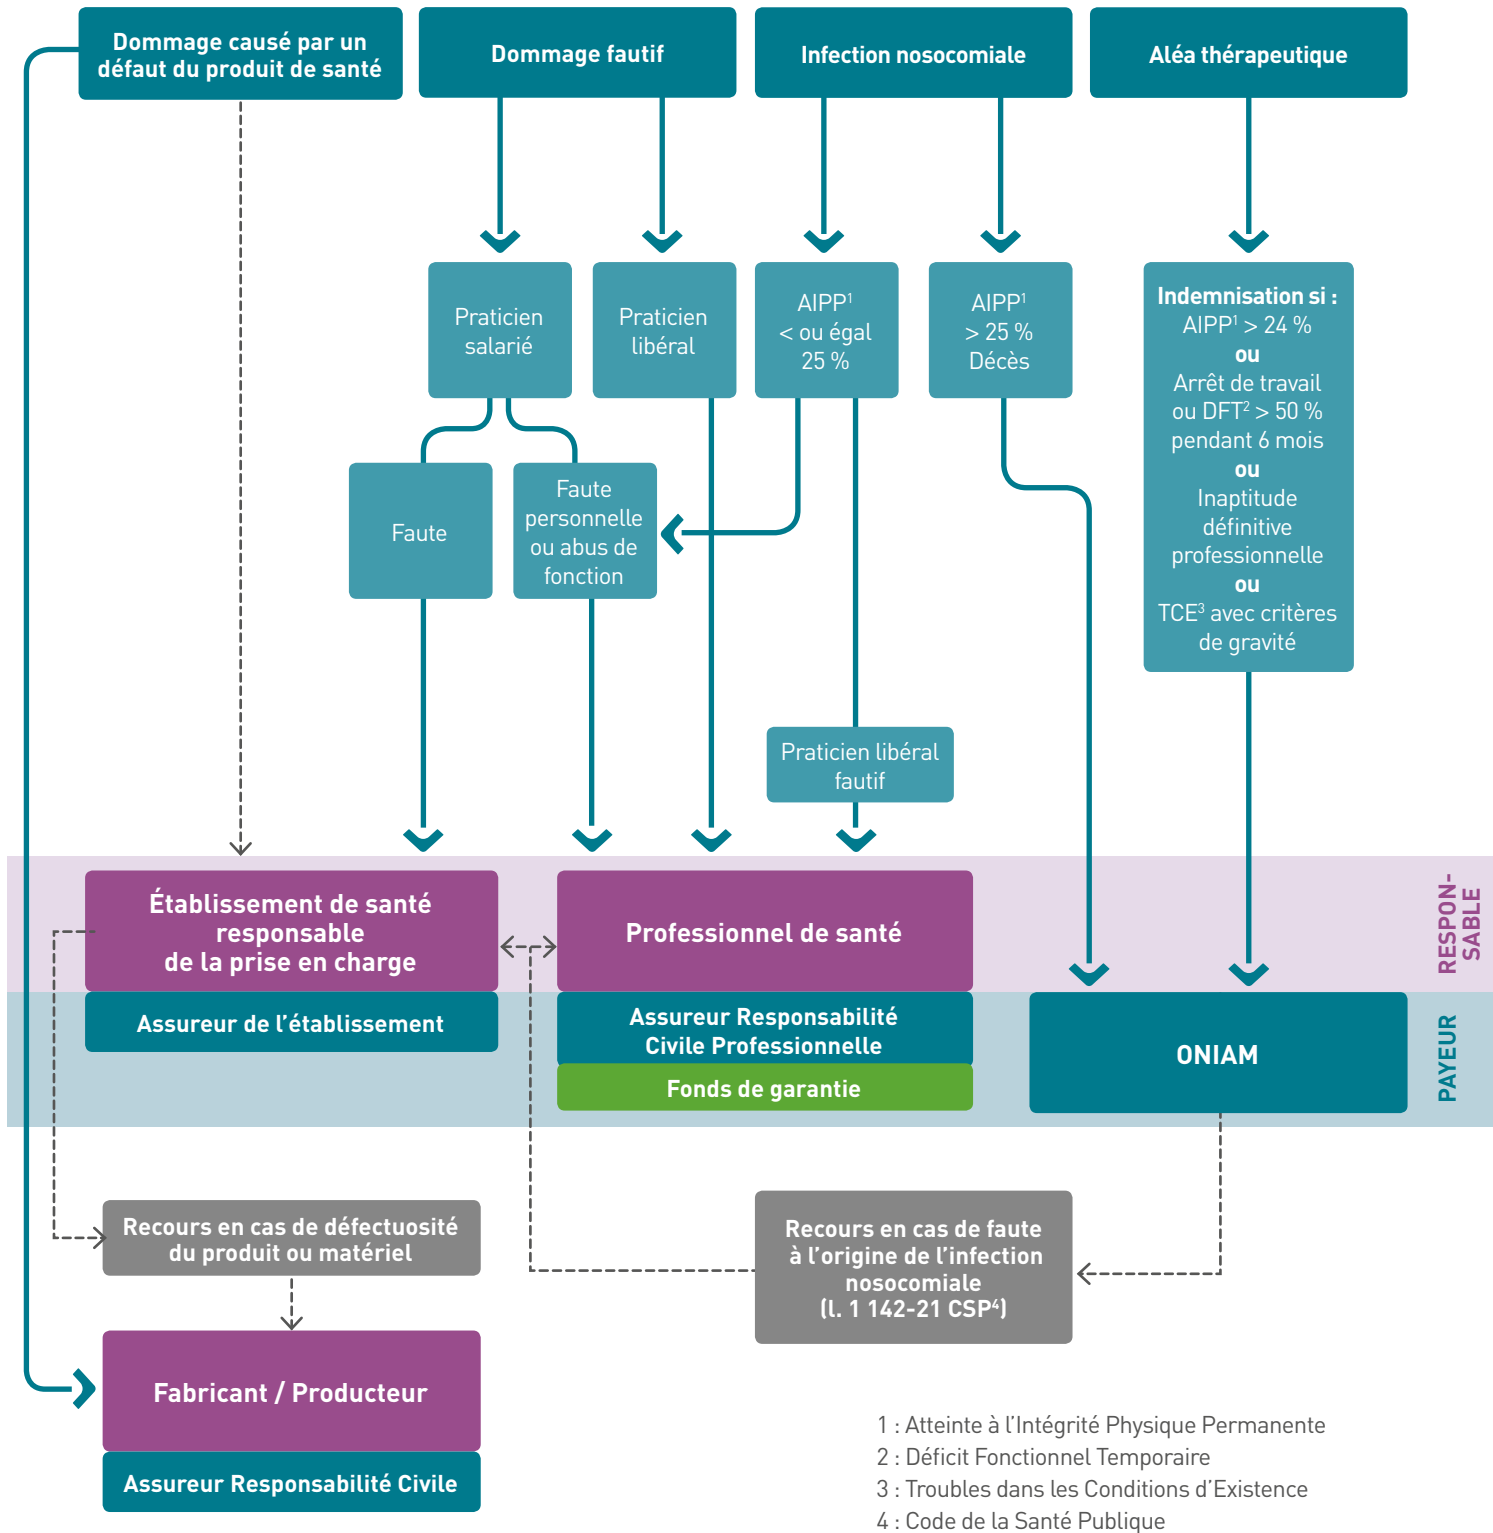 Dommage causé par un
défaut du produit de santé
Dommage fautif
Infection nosocomiale
Aléa thérapeutique
Praticien
salarié
Praticien
libéral
AIPP¹
< ou égal
25 %
AIPP¹
> 25 %
Décès
Indemnisation si :
AIPP¹ > 24 %
ou
Arrêt de travail
ou DFT² > 50 %
pendant 6 mois
ou
Inaptitude
définitive
professionnelle
ou
TCE³ avec critères
de gravité
Faute
Faute
personnelle
ou abus de
fonction
Praticien libéral
fautif
Établissement de santé
responsable
de la prise en charge
Professionnel de santé
RESPON-
SABLE
Assureur de l’établissement
Assureur Responsabilité
Civile Professionnelle
Fonds de garantie
ONIAM
PAYEUR
Recours en cas de défectuosité
du produit ou matériel
Recours en cas de faute
à l’origine de l’infection
nosocomiale
(l. 1 142-21 CSP⁴)
Fabricant / Producteur
Assureur Responsabilité Civile
1 : Atteinte à l’Intégrité Physique Permanente
2 : Déficit Fonctionnel Temporaire
3 : Troubles dans les Conditions d’Existence
4 : Code de la Santé Publique